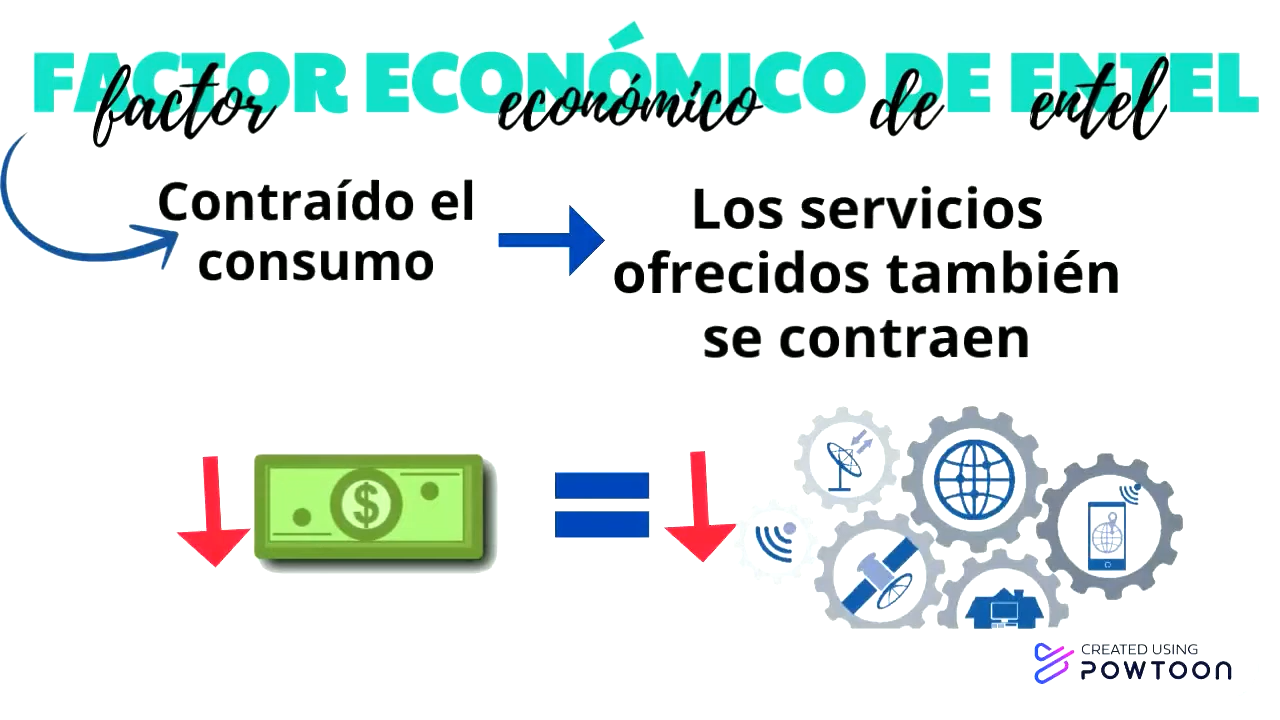 FACTOR ECONÓMICO DE ENTEL
factor económico de entel
Contraído el
consumo
Los servicios
ofrecidos también
se contraen
$
CREATED USING
POWTOON